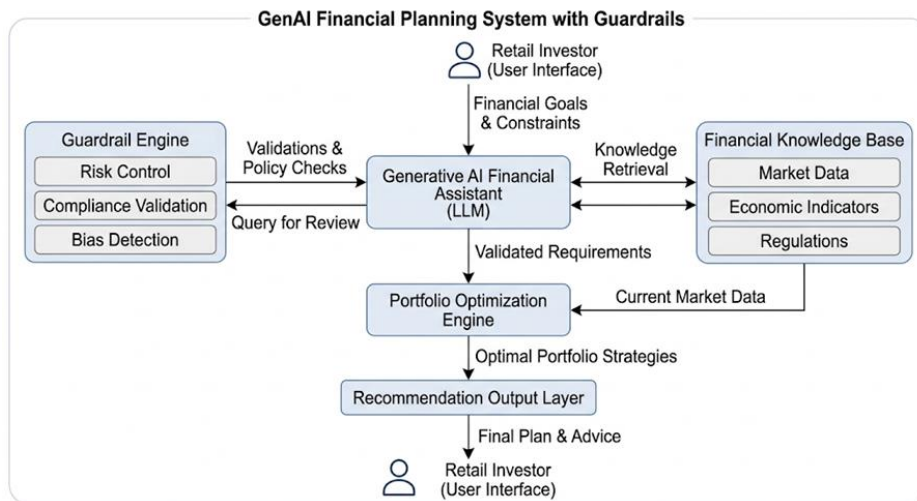 GenAI Financial Planning System with Guardrails
Retail Investor
(User Interface)
Financial Goals
& Constraints
Guardrail Engine
Risk Control
Compliance Validation
Bias Detection
Validations &
Policy Checks
Query for Review
Generative AI Financial
Assistant
(LLM)
Knowledge
Retrieval
Financial Knowledge Base
Market Data
Economic Indicators
Regulations
Validated Requirements
Portfolio Optimization
Engine
Current Market Data
Optimal Portfolio Strategies
Recommendation Output Layer
Final Plan & Advice
Retail Investor
(User Interface)